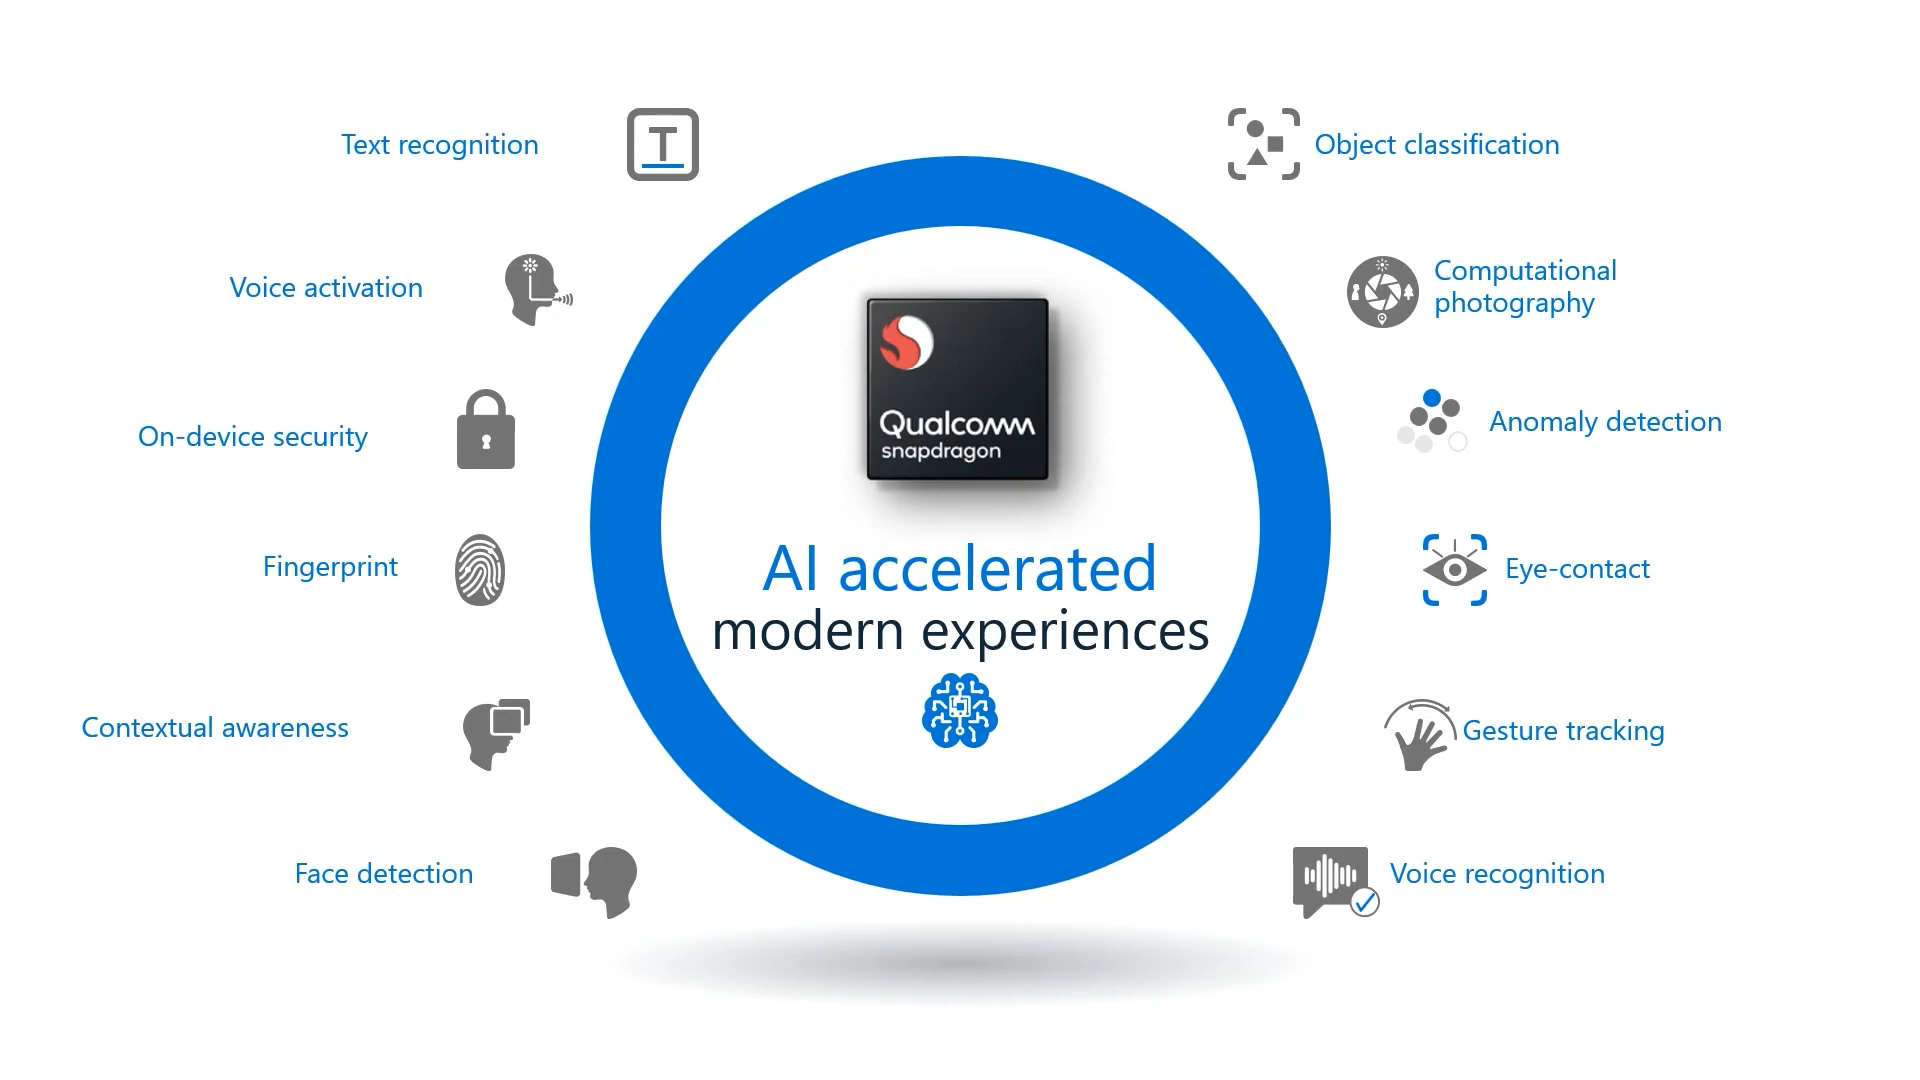 Text recognition
Voice activation
On-device security
Fingerprint
Contextual awareness
Face detection
T
Qualcomm
snapdragon
AI accelerated
modern experiences
Object classification
Computational
photography
Anomaly detection
Eye-contact
Gesture tracking
Voice recognition